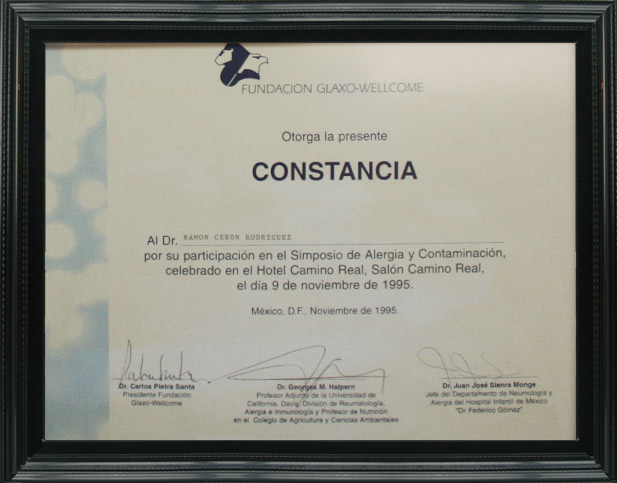 FUNDACION GLAXO-WELLCOME
Otorga la presente
CONSTANCIA
Al Dr. RAMON CERON RODRIGUEZ
por su participación en el Simposio de Alergia y Contaminación,
celebrado en el Hotel Camino Real, Salón Camino Real,
el día 9 de noviembre de 1995.
México, D.F., Noviembre de 1995.
Dr. Carlos Pietra Santa
Presidente Fundación
Glaxo-Wellcome
Dr. Georges M. Halpern
Profesor Adjunto de la Universidad de
California, Davis, División de Reumatología,
Alergia e Inmunología y Profesor de Nutrición
en el Colegio de Agricultura y Ciencias Ambientales
Dr. Juan José Sienra Monge
Jefe del Departamento de Neumología y
Alergia del Hospital Infantil de México
"Dr. Federico Gómez"